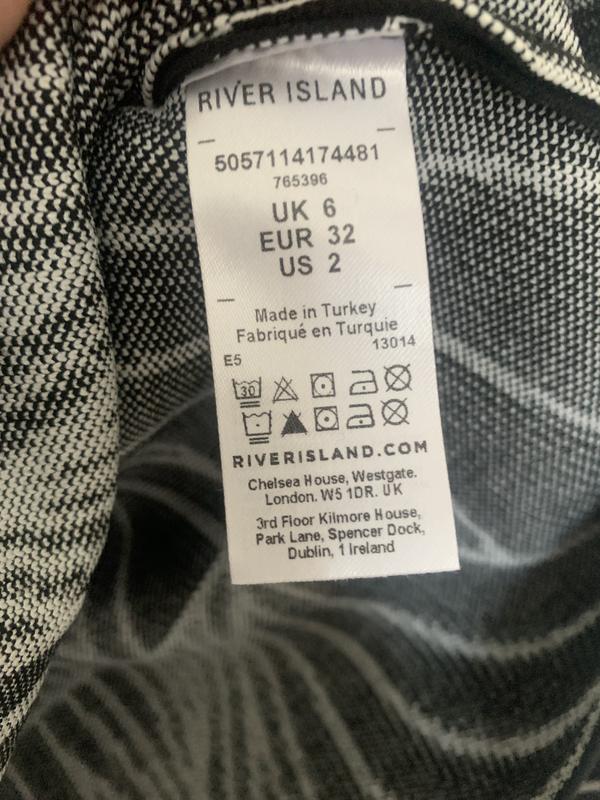 RIVER ISLAND
5057114174481
765396
UK 6
EUR 32
US 2
Made in Turkey
Fabriqué en Turquie
13014
E5
30
RIVERISLAND.COM
Chelsea House, Westgate.
London. W5 1DR. UK
3rd Floor Kilmore House,
Park Lane, Spencer Dock,
Dublin, 1 Ireland